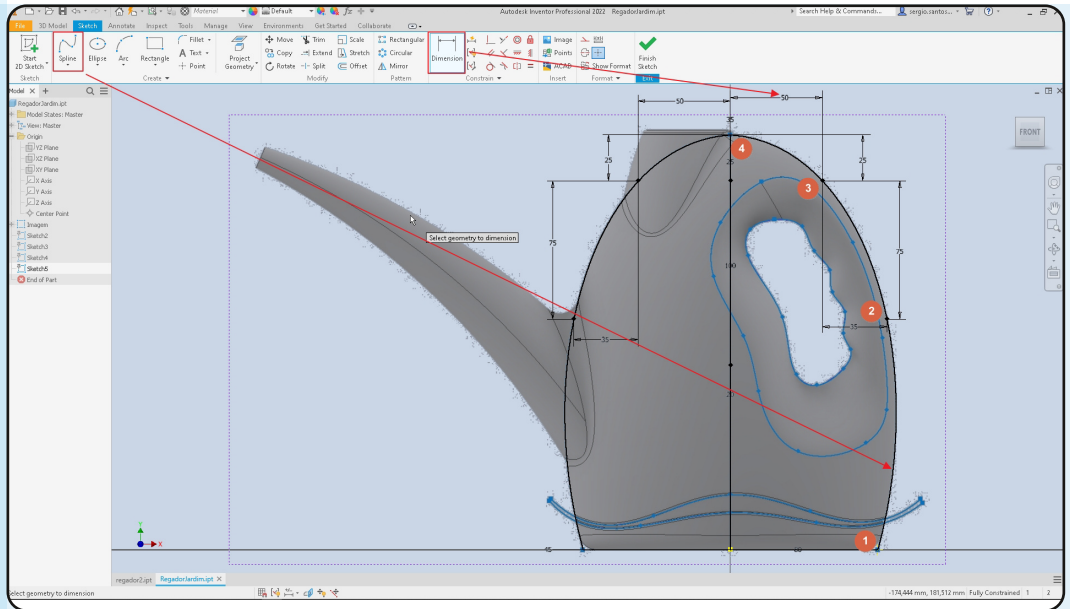 Material
Default
fx
Autodesk Inventor Professional 2022 RegadorJardim.ipt
Search Help & Commands...
sergio.santos...
File 3D Model Sketch Annotate Inspect Tools Manage View Environments Get Started Collaborate
Start
2D Sketch
Spline
Ellipse
Arc
Rectangle
Fillet
Text
Point
Project
Geometry
Move
Copy
Rotate
Trim
Extend
Split
Scale
Stretch
Offset
Rectangular
Circular
Mirror
Dimension
Image
Points
ACAD
Show Format
Finish
Sketch
Sketch
Create
Modify
Pattern
Constrain
Insert
Format
Exit
Model
RegadorJardim.ipt
Model States: Master
View: Master
Origin
YZ Plane
XZ Plane
XY Plane
X Axis
Y Axis
Z Axis
Center Point
Imagem
Sketch2
Sketch3
Sketch4
Sketch5
End of Part
FRONT
50
50
35
4
25
25
25
3
75
75
Select geometry to dimension
100
2
35
35
20
1
Y
X
regador2.ipt RegadorJardim.ipt
Select geometry to dimension
-174,444 mm, 181,512 mm Fully Constrained 1 2